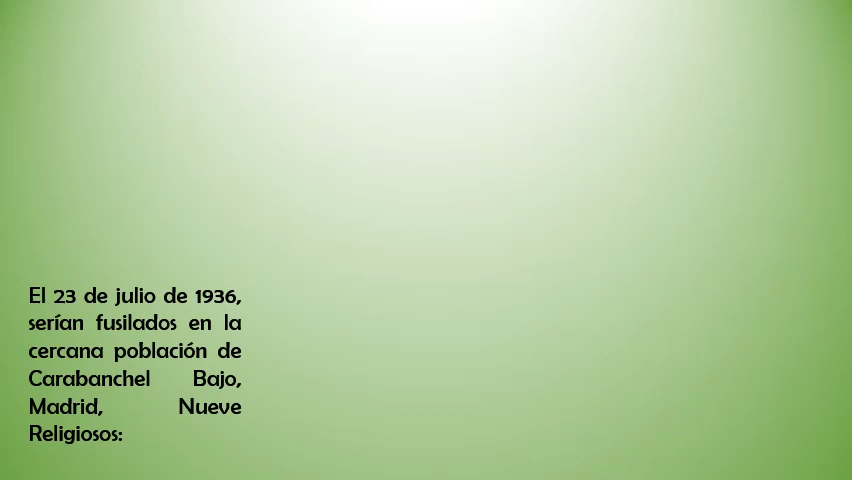 El 23 de julio de 1936,
serían fusilados en la
cercana población de
Carabanchel Bajo,
Madrid, Nueve
Religiosos: